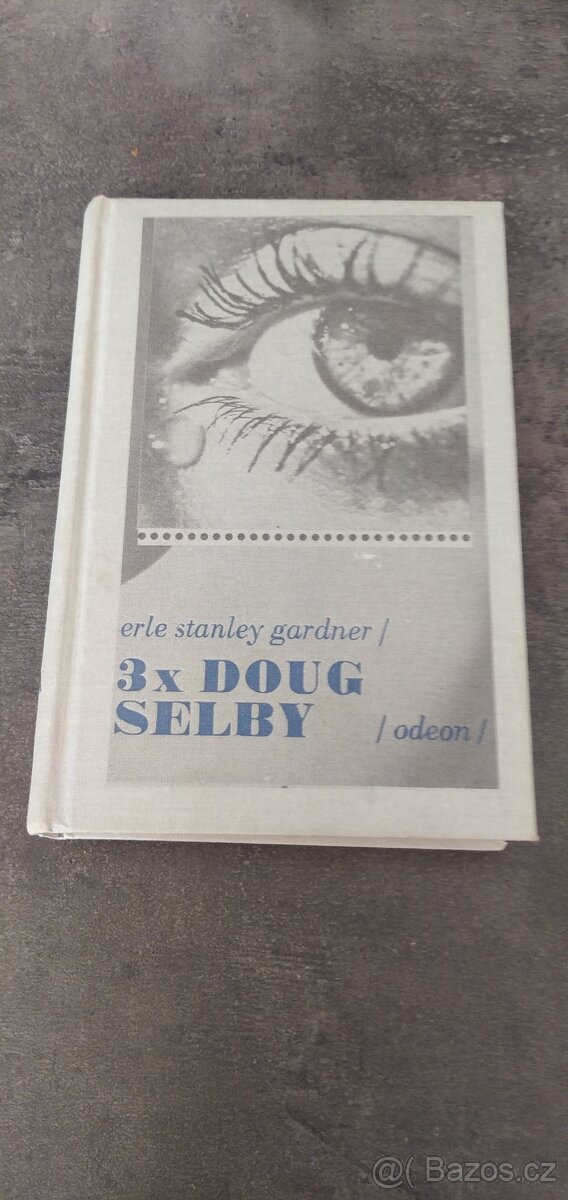 erle stanley gardner /
3x DOUG
SELBY
/ odeon /
@( Bazos.cz